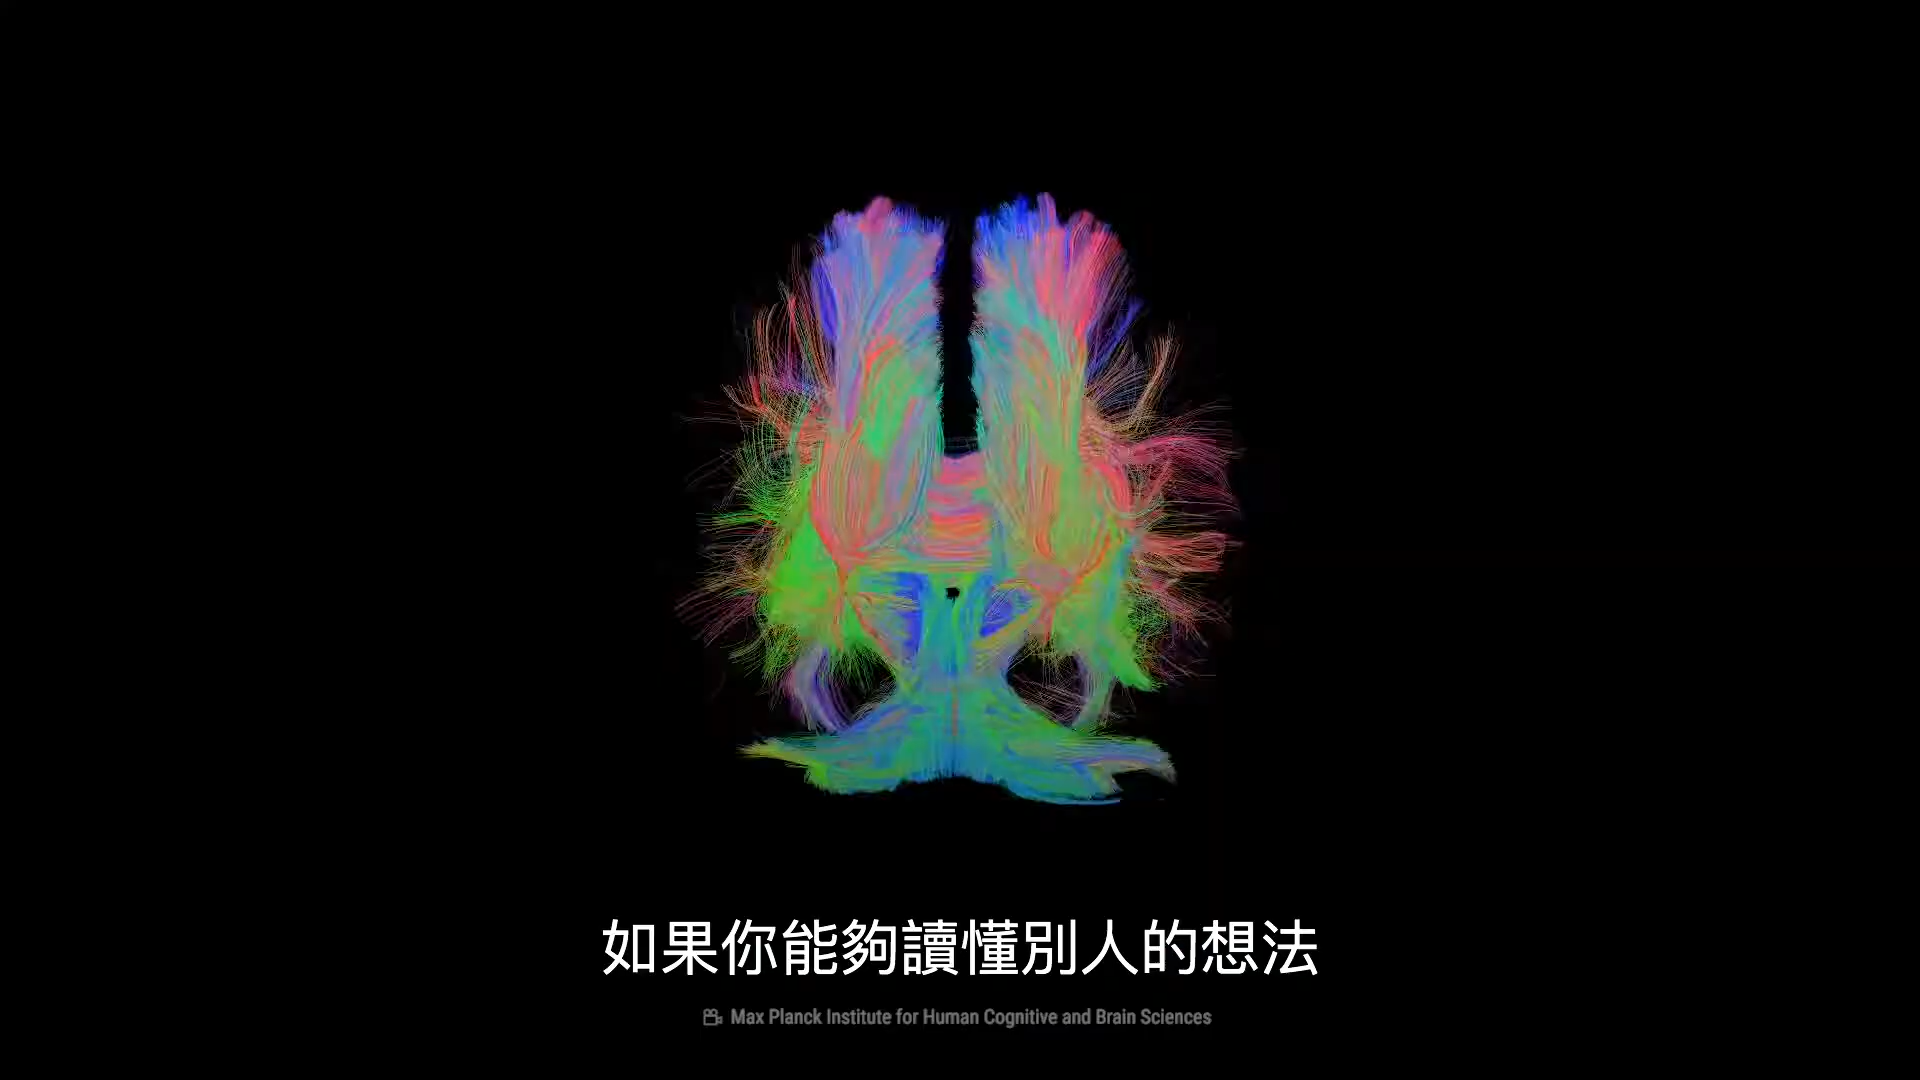 如果你能夠讀懂別人的想法
Max Planck Institute for Human Cognitive and Brain Sciences